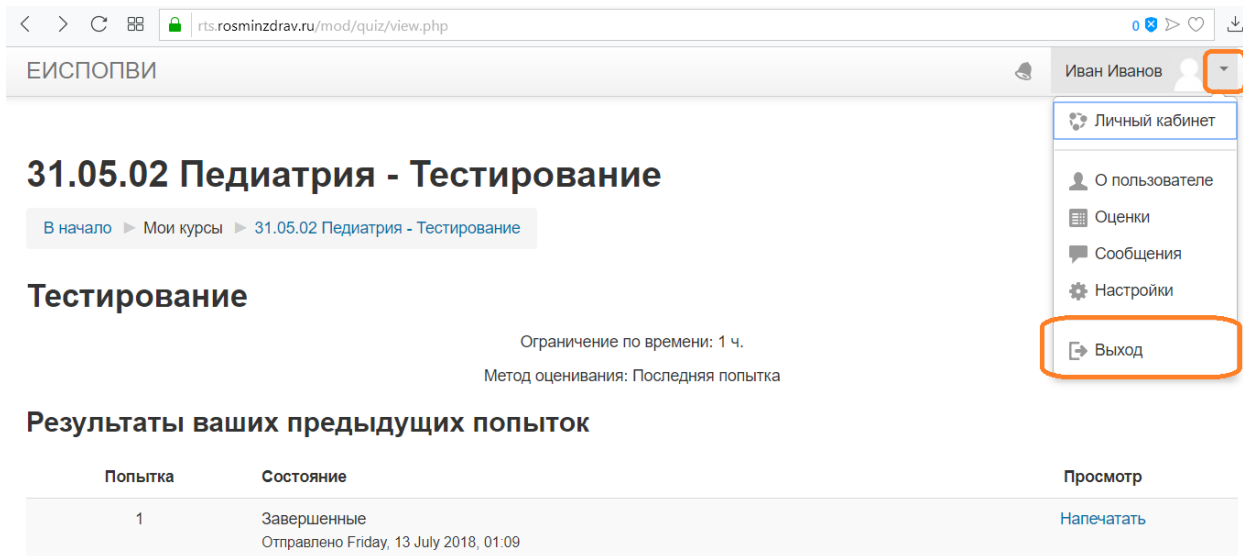 rts.rosminzdrav.ru/mod/quiz/view.php
0
ЕИСПОПВИ
Иван Иванов
Личный кабинет
О пользователе
Оценки
Сообщения
Настройки
Выход
31.05.02 Педиатрия - Тестирование
В начало ► Мои курсы ► 31.05.02 Педиатрия - Тестирование
Тестирование
Ограничение по времени: 1 ч.
Метод оценивания: Последняя попытка
Результаты ваших предыдущих попыток
Попытка Состояние Просмотр
1 Завершенные Напечатать
Отправлено Friday, 13 July 2018, 01:09